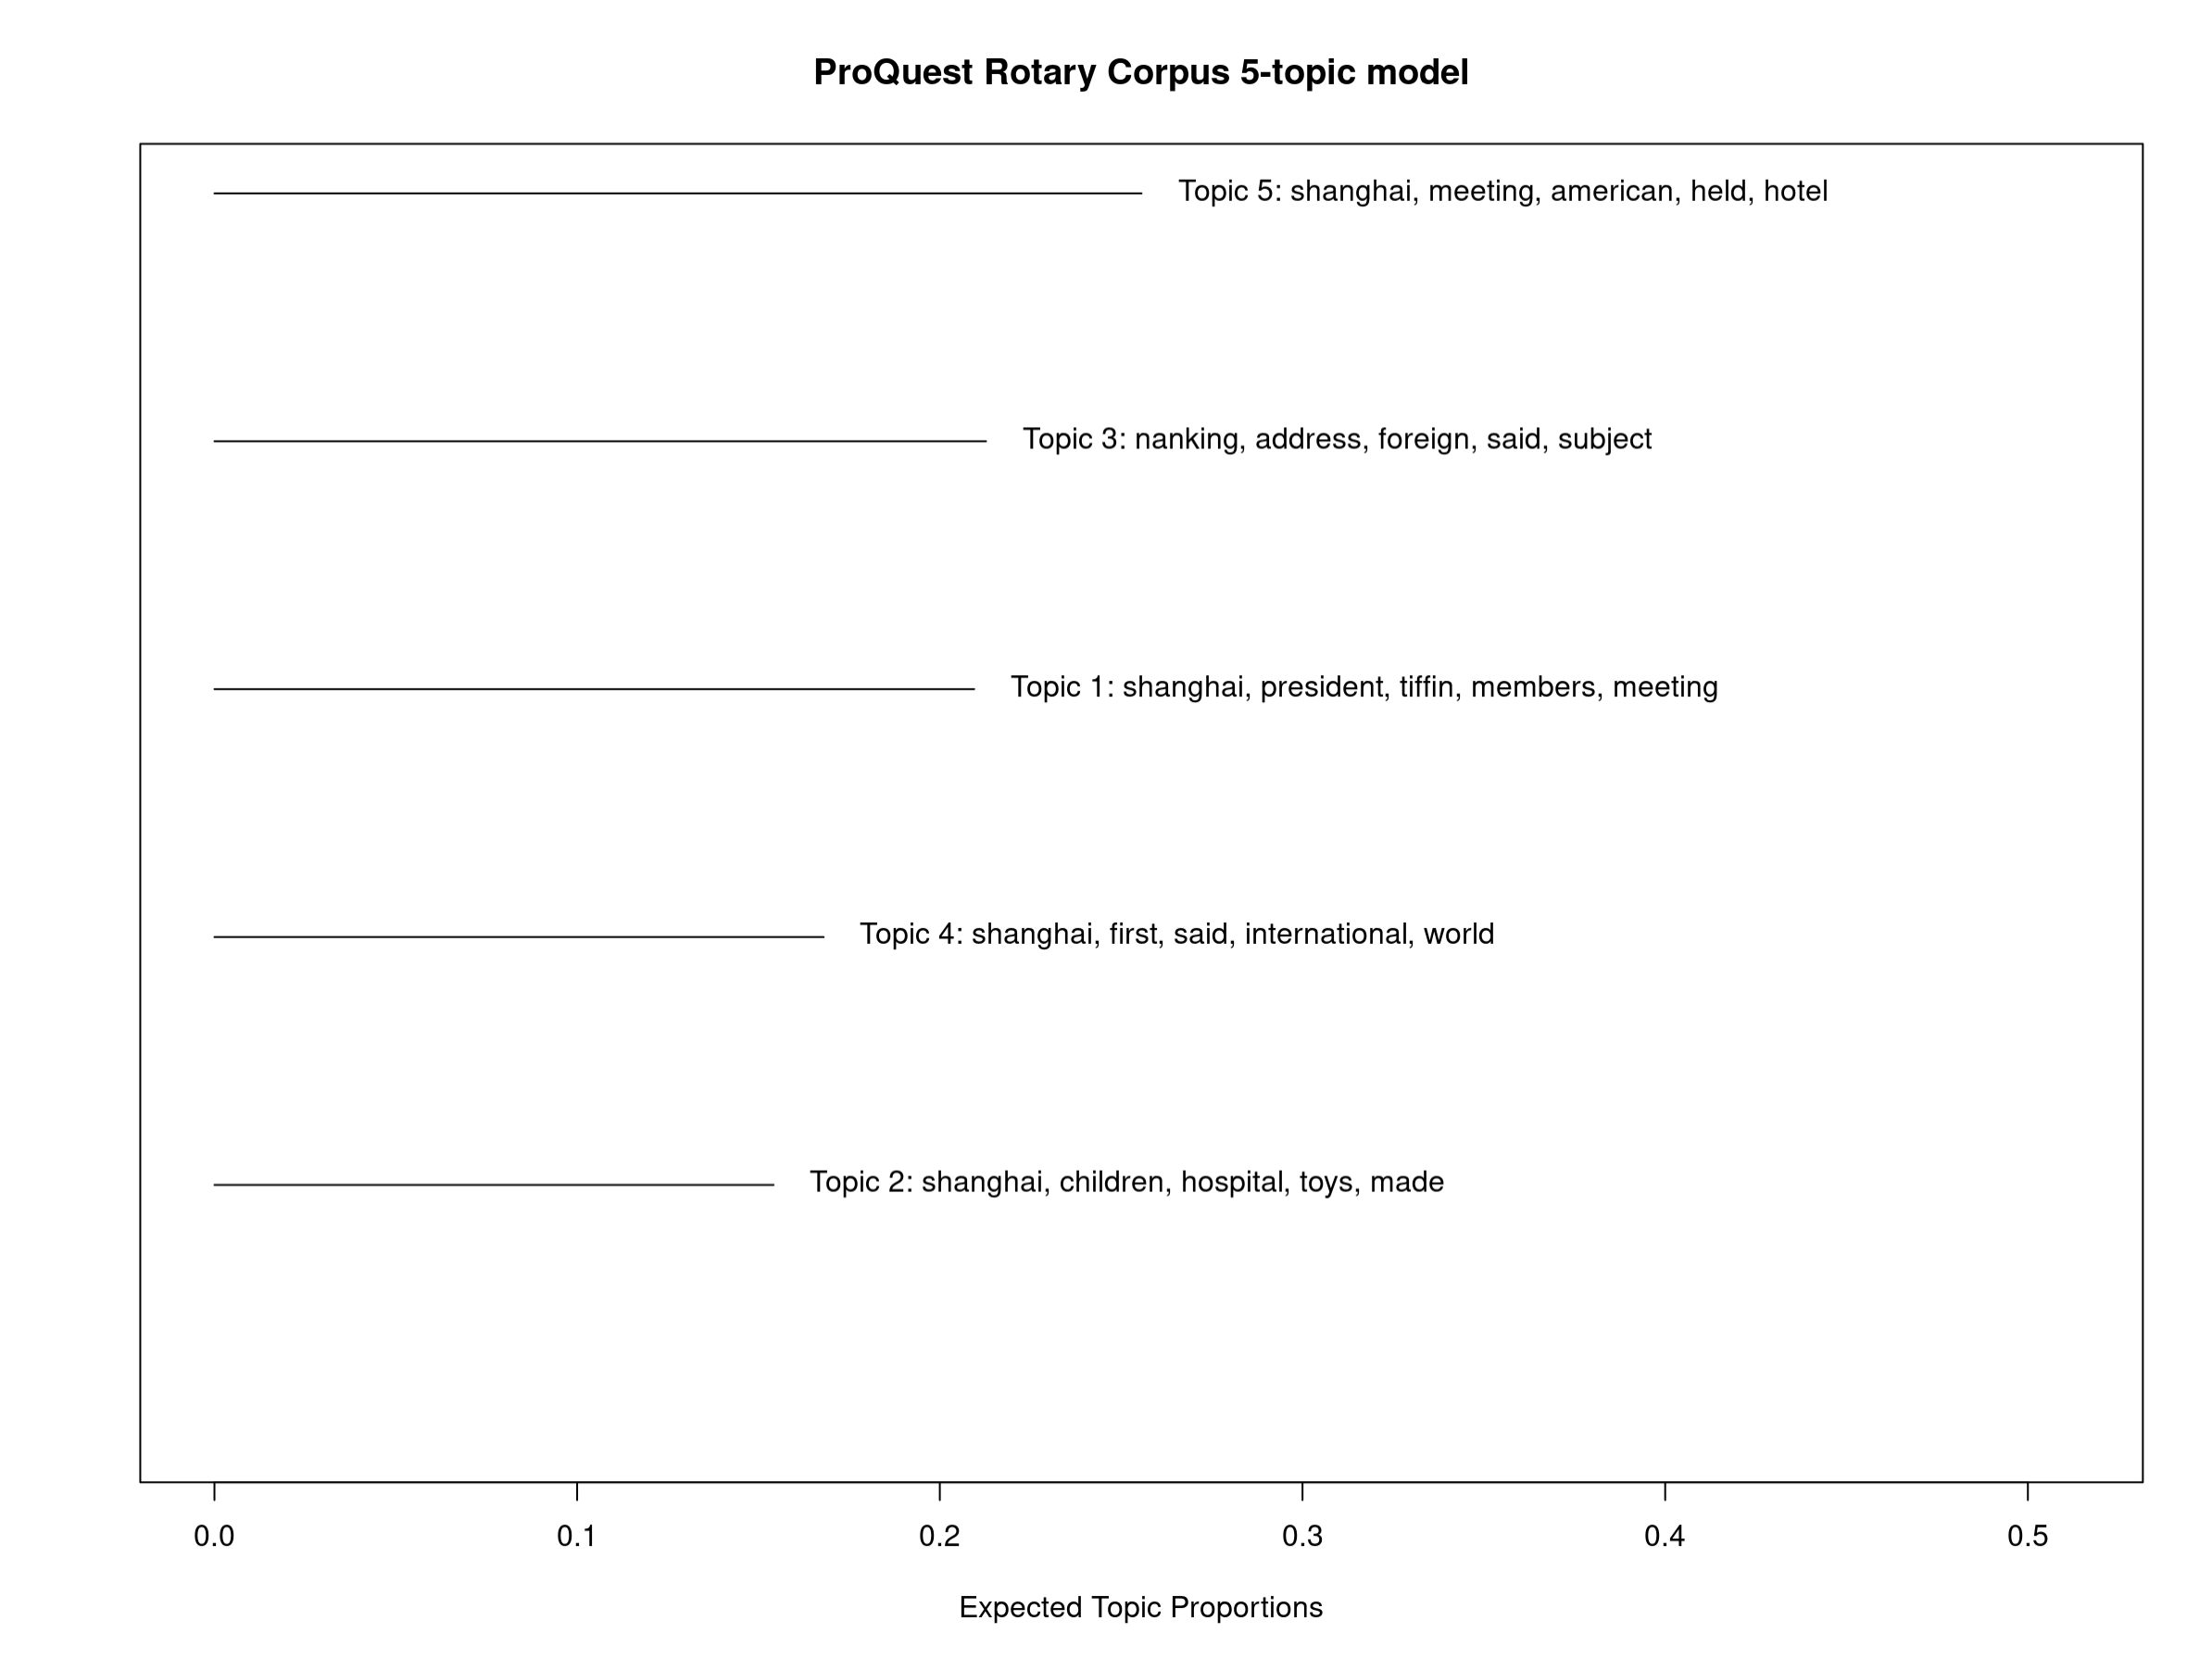 ProQuest Rotary Corpus 5-topic model
Topic 5: shanghai, meeting, american, held, hotel
Topic 3: nanking, address, foreign, said, subject
Topic 1: shanghai, president, tiffin, members, meeting
Topic 4: shanghai, first, said, international, world
Topic 2: shanghai, children, hospital, toys, made
0.0 0.1 0.2 0.3 0.4 0.5
Expected Topic Proportions